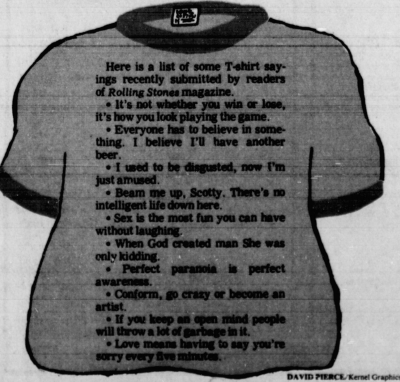 Here is a list of some T-shirt say-
ings recently submitted by readers
of Rolling Stones magazine.
• It's not whether you win or lose,
it's how you look playing the game.
• Everyone has to believe in some-
thing. I believe I'll have another
beer.
• I used to be disgusted, now I'm
just amused.
• Beam me up, Scotty. There's no
intelligent life down here.
• Sex is the most fun you can have
without laughing.
• When God created man She was
only kidding.
• Perfect paranoia is perfect
awareness.
• Conform, go crazy or become an
artist.
• If you keep an open mind people
will throw a lot of garbage in it.
• Love means having to say you're
sorry every five minutes.
DAVID PIERCE/Kernel Graphics